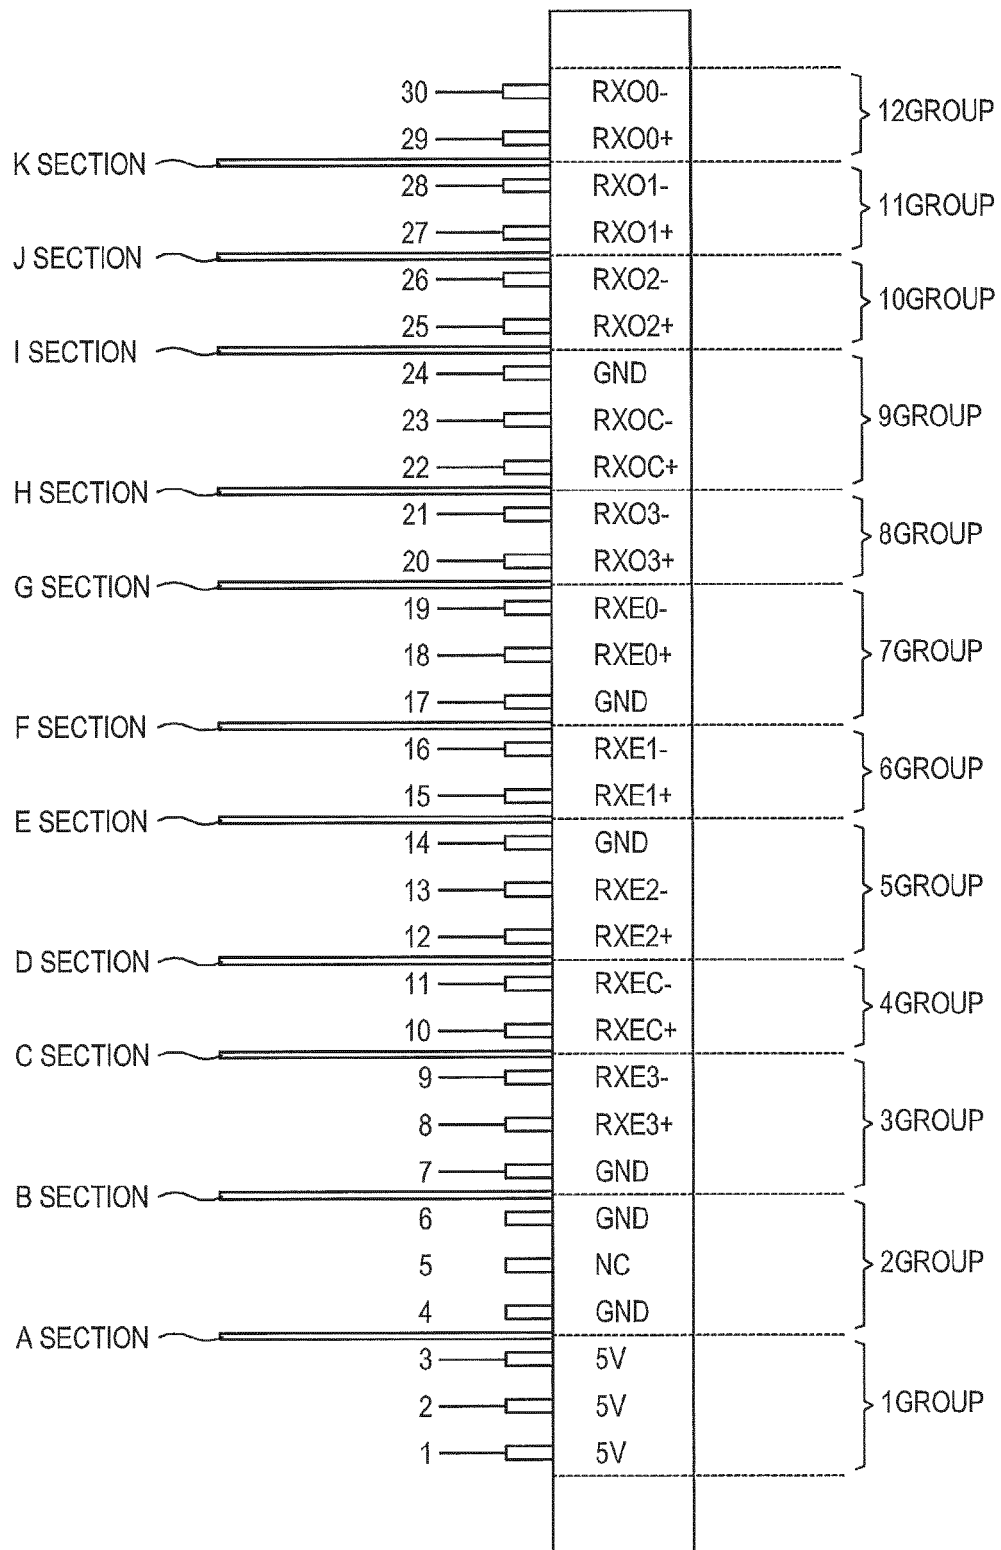 30 RXO0- 12GROUP
29 RXO0+
K SECTION
28 RXO1- 11GROUP
27 RXO1+
J SECTION
26 RXO2- 10GROUP
25 RXO2+
I SECTION
24 GND
23 RXOC- 9GROUP
22 RXOC+
H SECTION
21 RXO3- 8GROUP
20 RXO3+
G SECTION
19 RXE0-
18 RXE0+ 7GROUP
17 GND
F SECTION
16 RXE1- 6GROUP
15 RXE1+
E SECTION
14 GND
13 RXE2- 5GROUP
12 RXE2+
D SECTION
11 RXEC- 4GROUP
10 RXEC+
C SECTION
9 RXE3-
8 RXE3+ 3GROUP
7 GND
B SECTION
6 GND
5 NC 2GROUP
4 GND
A SECTION
3 5V
2 5V 1GROUP
1 5V